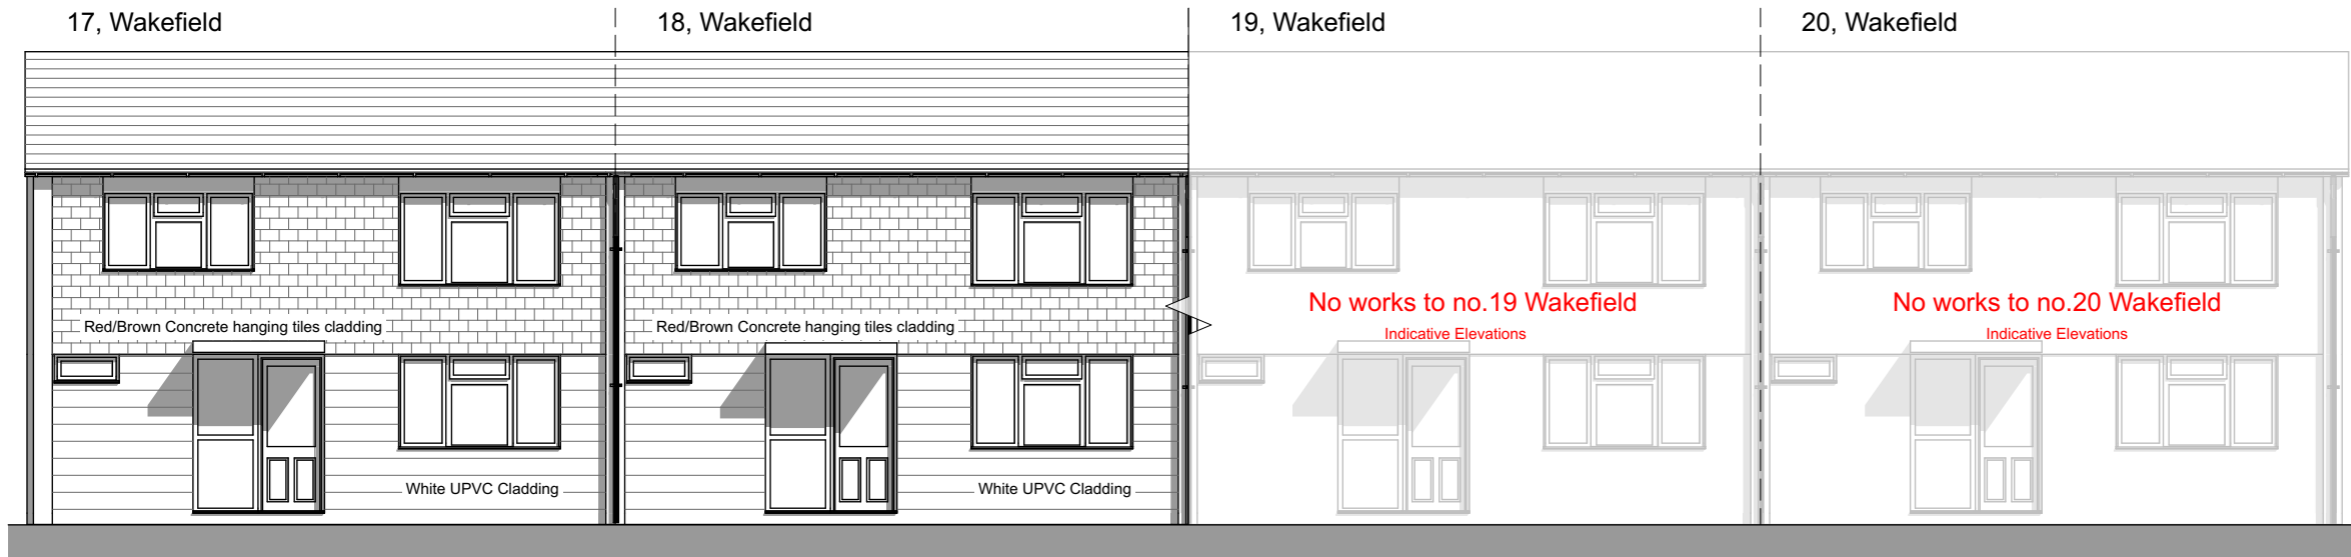 17, Wakefield
18, Wakefield
19, Wakefield
20, Wakefield
No works to no.19 Wakefield
Indicative Elevations
No works to no.20 Wakefield
Indicative Elevations
Red/Brown Concrete hanging tiles cladding
Red/Brown Concrete hanging tiles cladding
White UPVC Cladding
White UPVC Cladding